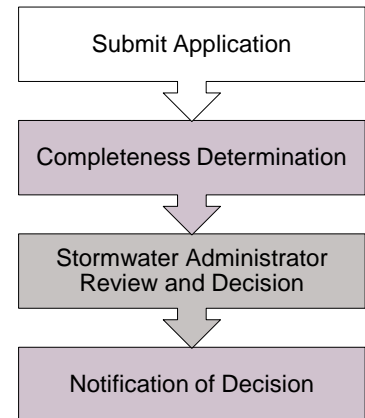 Submit Application
Completeness Determination
Stormwater Administrator
Review and Decision
Notification of Decision